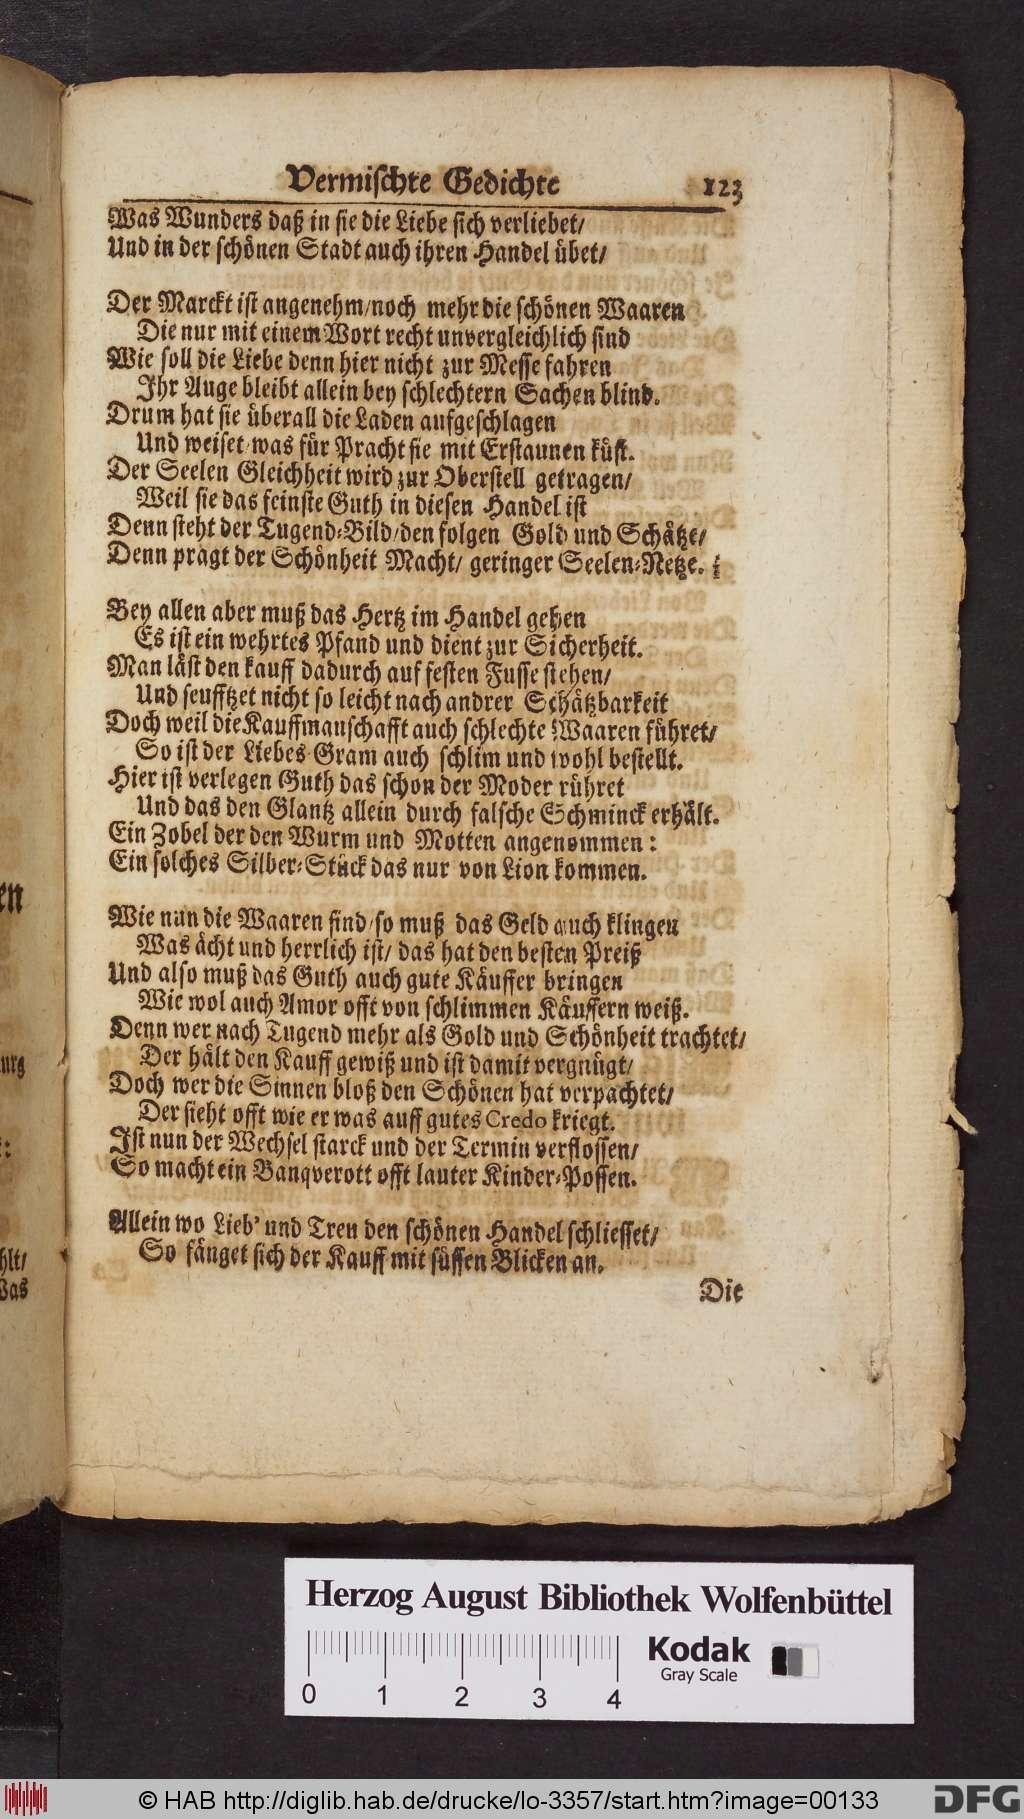 Vermischte Gedichte 123
Was Wunders daß in sie die Liebe sich verliebet/
Und in der schönen Stadt auch ihren Handel übet/
Der Marckt ist angenehm/noch mehr die schönen Waaren
Die nur mit einem Wort recht unvergleichlich sind
Wie soll die Liebe denn hier nicht zur Messe fahren
Ihr Auge bleibt allein bey schlechtern Sachen blind.
Drum hat sie überall die Laden aufgeschlagen
Und weiset/was für Pracht sie mit Erstaunen küst.
Der Seelen Gleichheit wird zur Oberstell getragen/
Weil sie das feinste Guth in diesen Handel ist
Denn steht der Tugend-Bild/den folgen Gold und Schätze/
Denn pragt der Schönheit Macht/ geringer Seelen-Netze.
Bey allen aber muß das Hertz im Handel gehen
Es ist ein wehrtes Pfand und dient zur Sicherheit.
Man läst den kauff dadurch auf festen Fusse stehen/
Und seufftzet nicht so leicht nach andrer Schätzbarkeit
Doch weil die Kauffmanschafft auch schlechte Waaren führet/
So ist der Liebes-Gram auch schlim und wohl bestellt.
Hier ist verlegen Guth das schon der Moder rühret
Und das den Glantz allein durch falsche Schminck erhält.
Ein Zobel der den Wurm und Motten angenommen:
Ein solches Silber-Stück das nur von Lion kommen.
Wie nun die Waaren sind/so muß das Geld auch klingen
Was ächt und herrlich ist/ das hat den besten Preiß
Und also muß das Guth auch gute Käuffer bringen
Wie wol auch Amor offt von schlimmen Käuffern weiß.
Denn wer nach Tugend mehr als Gold und Schönheit trachtet/
Der hält den Kauff gewiß und ist damit vergnügt/
Doch wer die Sinnen bloß den Schönen hat verpachtet/
Der sieht offt wie er was auff gutes Credo kriegt.
Ist nun der Wechsel starck und der Termin verflossen/
So macht ein Banqverott offt lauter Kinder-Possen.
Allein wo Lieb' und Treu den schönen Handel schliesset/
So fänget sich der Kauff mit süssen Blicken an.
Die
Herzog August Bibliothek Wolfenbüttel
Kodak
Gray Scale
0 1 2 3 4
© HAB http://diglib.hab.de/drucke/lo-3357/start.htm?image=00133
DFG